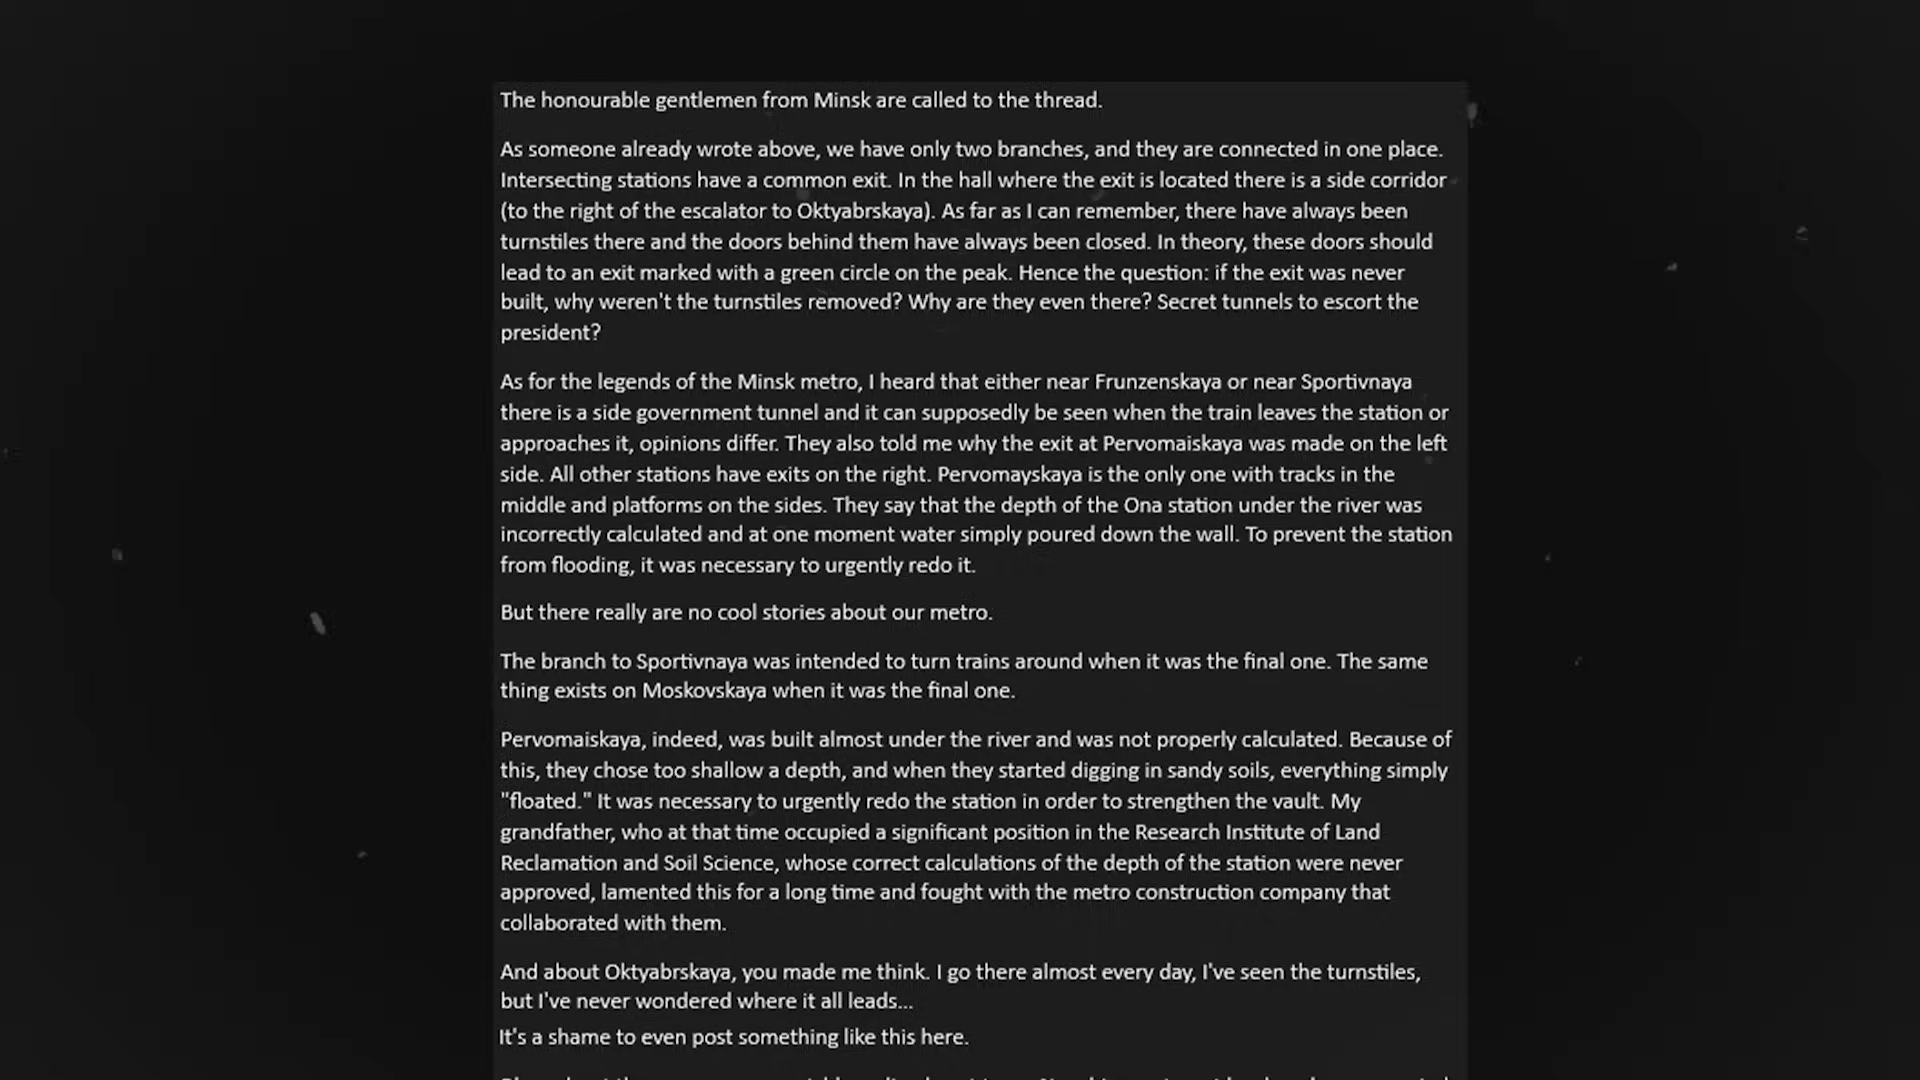 The honourable gentlemen from Minsk are called to the thread.
As someone already wrote above, we have only two branches, and they are connected in one place.
Intersecting stations have a common exit. In the hall where the exit is located there is a side corridor
(to the right of the escalator to Oktyabrskaya). As far as I can remember, there have always been
turnstiles there and the doors behind them have always been closed. In theory, these doors should
lead to an exit marked with a green circle on the peak. Hence the question: if the exit was never
built, why weren't the turnstiles removed? Why are they even there? Secret tunnels to escort the
president?
As for the legends of the Minsk metro, I heard that either near Frunzenskaya or near Sportivnaya
there is a side government tunnel and it can supposedly be seen when the train leaves the station or
approaches it, opinions differ. They also told me why the exit at Pervomaiskaya was made on the left
side. All other stations have exits on the right. Pervomayskaya is the only one with tracks in the
middle and platforms on the sides. They say that the depth of the Ona station under the river was
incorrectly calculated and at one moment water simply poured down the wall. To prevent the station
from flooding, it was necessary to urgently redo it.
But there really are no cool stories about our metro.
The branch to Sportivnaya was intended to turn trains around when it was the final one. The same
thing exists on Moskovskaya when it was the final one.
Pervomaiskaya, indeed, was built almost under the river and was not properly calculated. Because of
this, they chose too shallow a depth, and when they started digging in sandy soils, everything simply
"floated." It was necessary to urgently redo the station in order to strengthen the vault. My
grandfather, who at that time occupied a significant position in the Research Institute of Land
Reclamation and Soil Science, whose correct calculations of the depth of the station were never
approved, lamented this for a long time and fought with the metro construction company that
collaborated with them.
And about Oktyabrskaya, you made me think. I go there almost every day, I've seen the turnstiles,
but I've never wondered where it all leads...
It's a shame to even post something like this here.